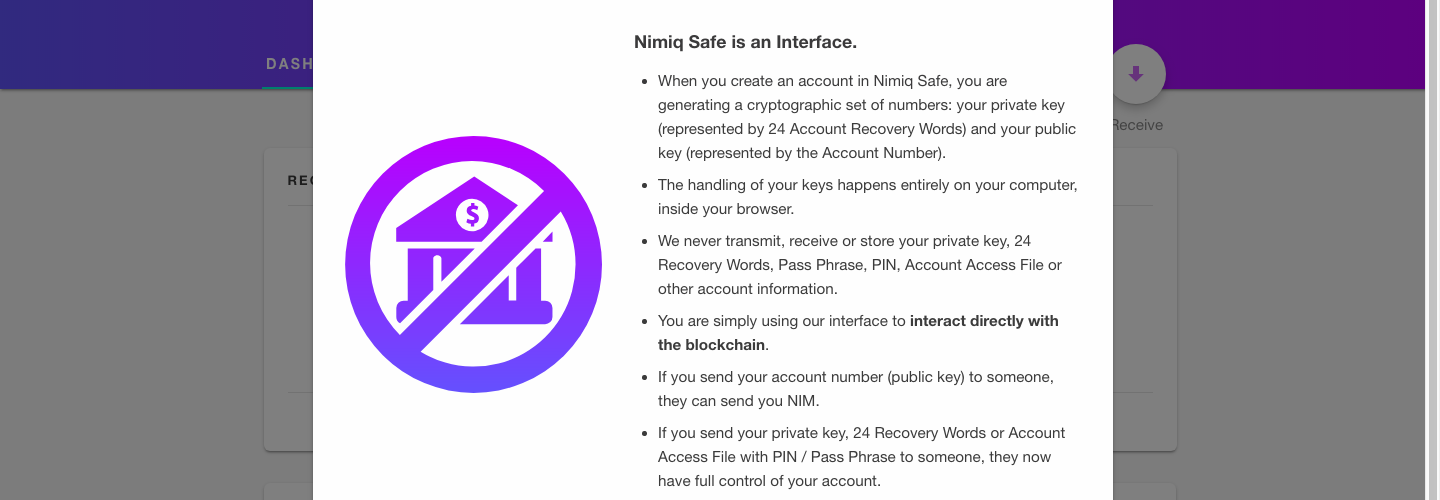 Nimiq Safe is an Interface.
DASH
When you create an account in Nimiq Safe, you are
generating a cryptographic set of numbers: your private key
(represented by 24 Account Recovery Words) and your public
key (represented by the Account Number).
Receive
REC
The handling of your keys happens entirely on your computer,
inside your browser.
$
We never transmit, receive or store your private key, 24
Recovery Words, Pass Phrase, PIN, Account Access File or
other account information.
You are simply using our interface to interact directly with
the blockchain.
If you send your account number (public key) to someone,
they can send you NIM.
If you send your private key, 24 Recovery Words or Account
Access File with PIN / Pass Phrase to someone, they now
have full control of your account.